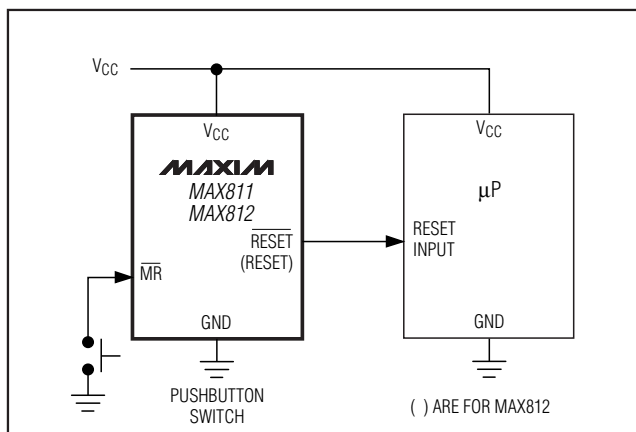 VCC
VCC
MAXIM
MAX811
MAX812
RESET
(RESET)
MR
GND
PUSHBUTTON
SWITCH
VCC
μP
RESET
INPUT
GND
( ) ARE FOR MAX812